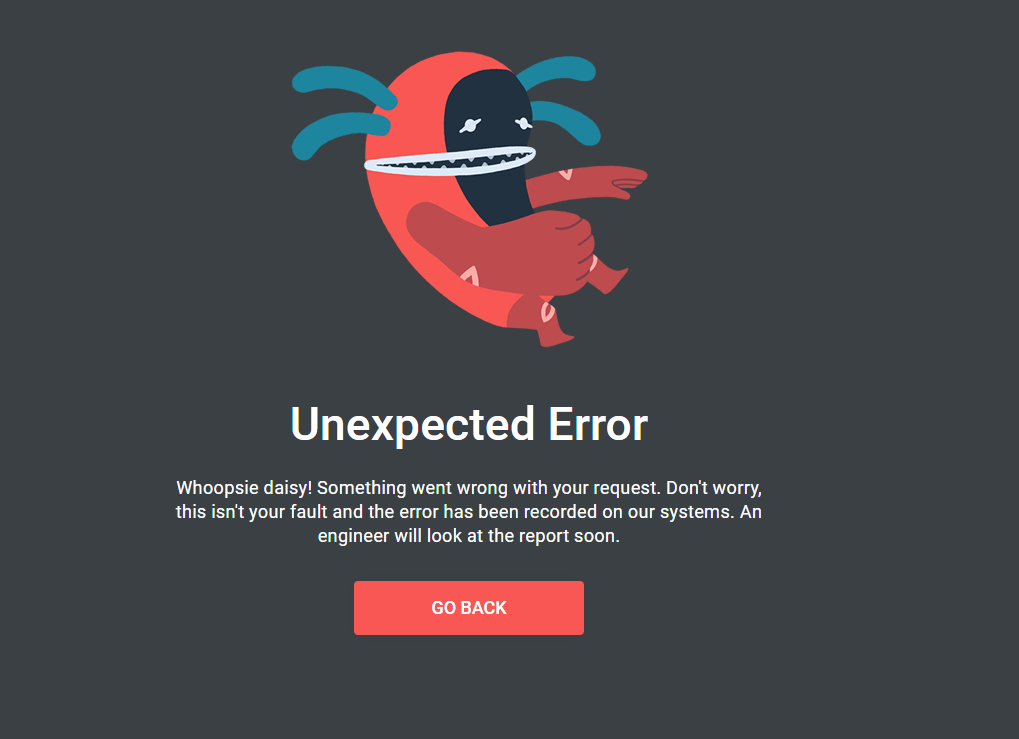 Unexpected Error
Whoopsie daisy! Something went wrong with your request. Don't worry,
this isn't your fault and the error has been recorded on our systems. An
engineer will look at the report soon.
GO BACK